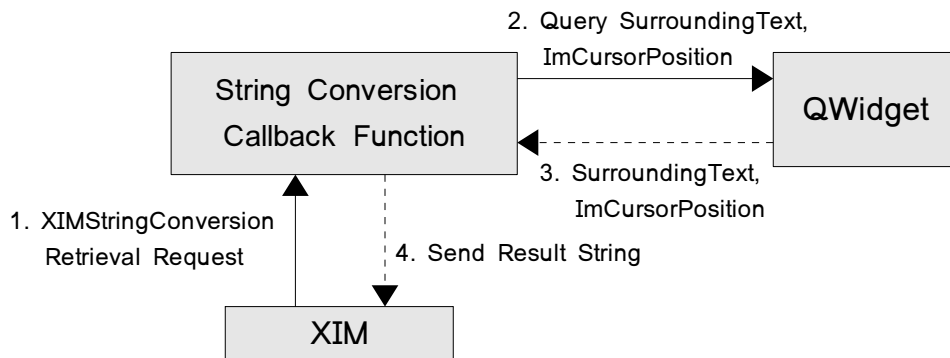 2. Query SurroundingText,
ImCursorPosition
String Conversion
Callback Function
QWidget
3. SurroundingText,
ImCursorPosition
1. XIMStringConversion
Retrieval Request
4. Send Result String
XIM